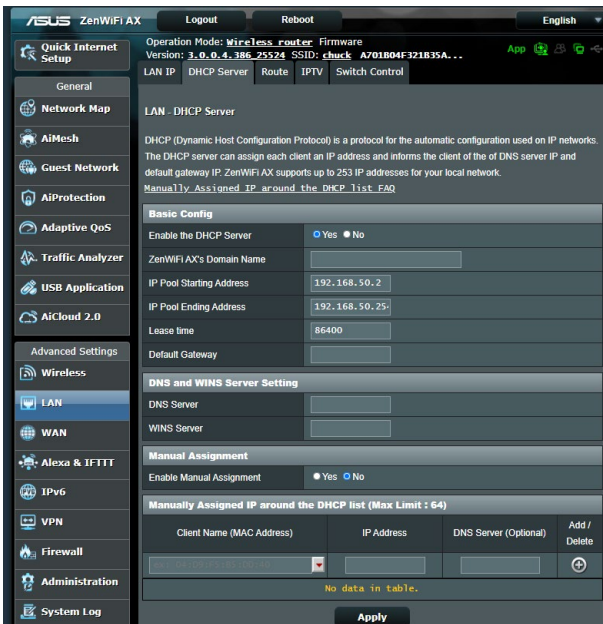 ASUS ZenWiFi AX Logout Reboot English
Quick Internet Setup
Operation Mode: Wireless router Firmware
Version: 3.0.0.4.386_25524 SSID: chuck A701B04F321B35A...
App
LAN IP DHCP Server Route IPTV Switch Control
General
Network Map
AiMesh
Guest Network
AiProtection
Adaptive QoS
Traffic Analyzer
USB Application
AiCloud 2.0
Advanced Settings
Wireless
LAN
WAN
Alexa & IFTTT
IPv6
VPN
Firewall
Administration
System Log
LAN - DHCP Server
DHCP (Dynamic Host Configuration Protocol) is a protocol for the automatic configuration used on IP networks.
The DHCP server can assign each client an IP address and informs the client of the of DNS server IP and
default gateway IP. ZenWiFi AX supports up to 253 IP addresses for your local network.
Manually Assigned IP around the DHCP list FAQ
Basic Config
Enable the DHCP Server Yes No
ZenWiFi AX's Domain Name
IP Pool Starting Address 192.168.50.2
IP Pool Ending Address 192.168.50.25
Lease time 86400
Default Gateway
DNS and WINS Server Setting
DNS Server
WINS Server
Manual Assignment
Enable Manual Assignment Yes No
Manually Assigned IP around the DHCP list (Max Limit : 64)
Client Name (MAC Address) IP Address DNS Server (Optional) Add / Delete
No data in table.
Apply